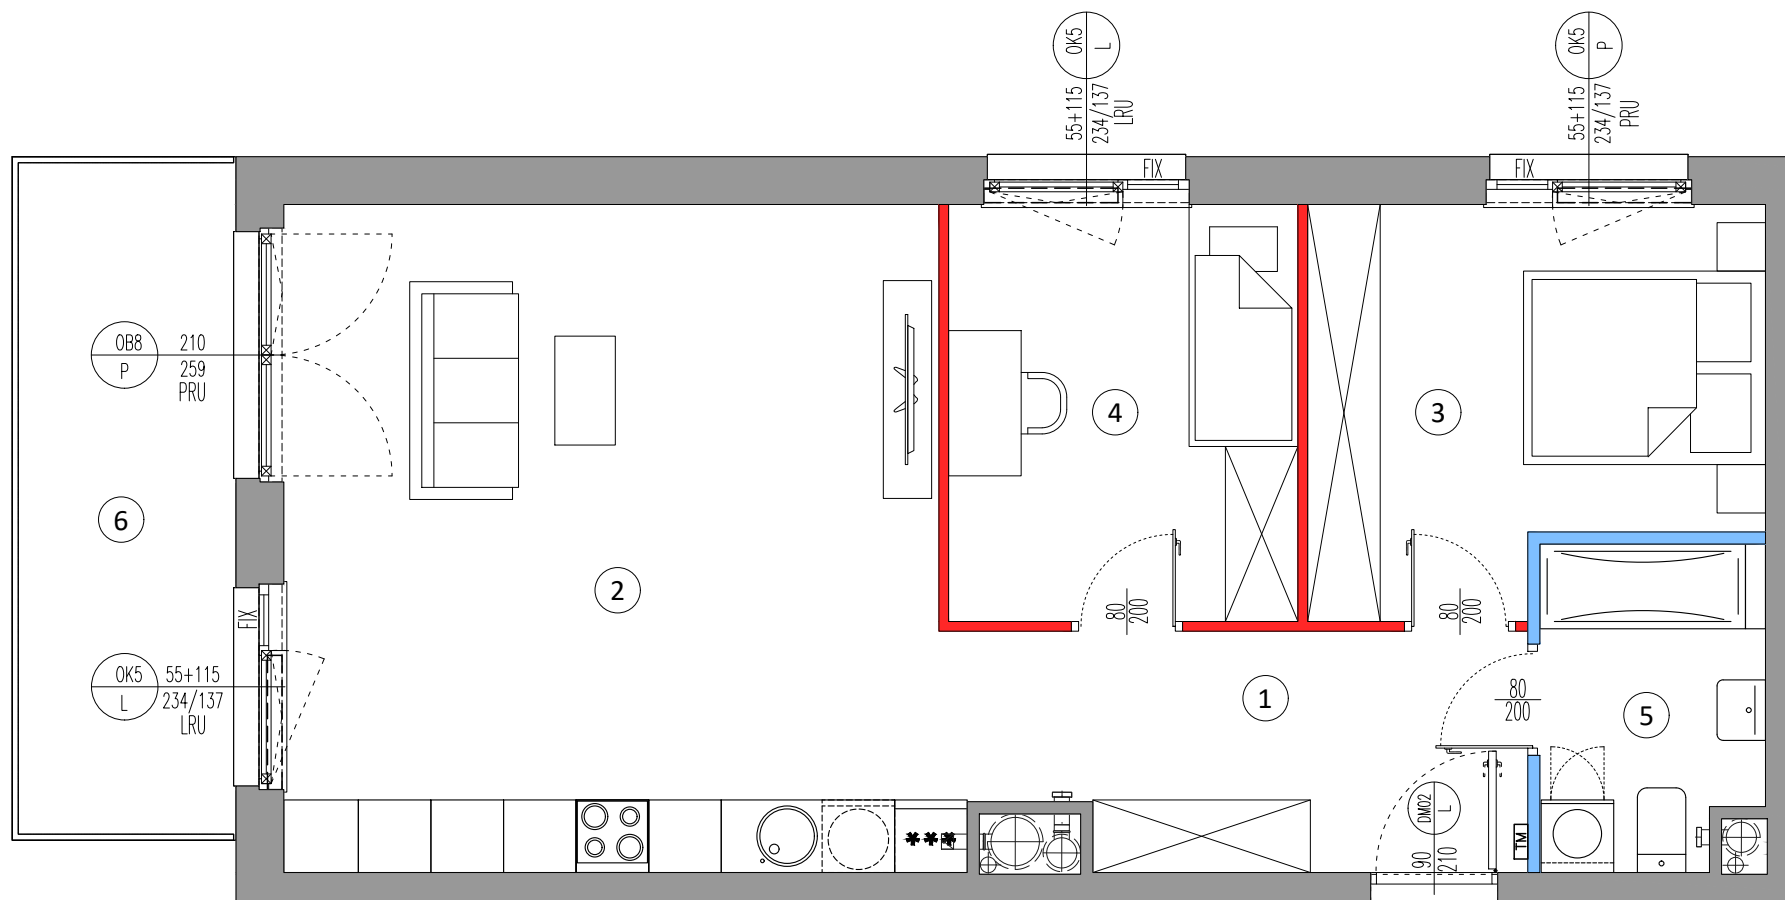 OK5
L
55+115
234/137
LRU
OK5
P
55+115
234/137
PRU
FIX
FIX
OB8
P
210
259
PRU
4
3
6
2
80
200
80
200
FIX
OK5
L
55+115
234/137
LRU
1
80
200
5
DM02
L
90
210
TM